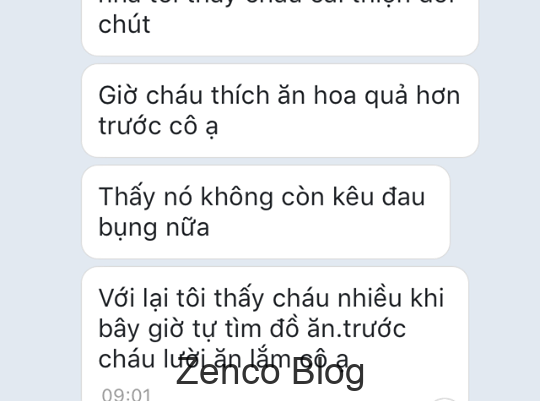 chút
Giờ cháu thích ăn hoa quả hơn
trước cô ạ
Thấy nó không còn kêu đau
bụng nữa
Với lại tôi thấy cháu nhiều khi
bây giờ tự tìm đồ ăn.trước
cháu lười ăn lắm cô ạ
Zenco Blog
09:01